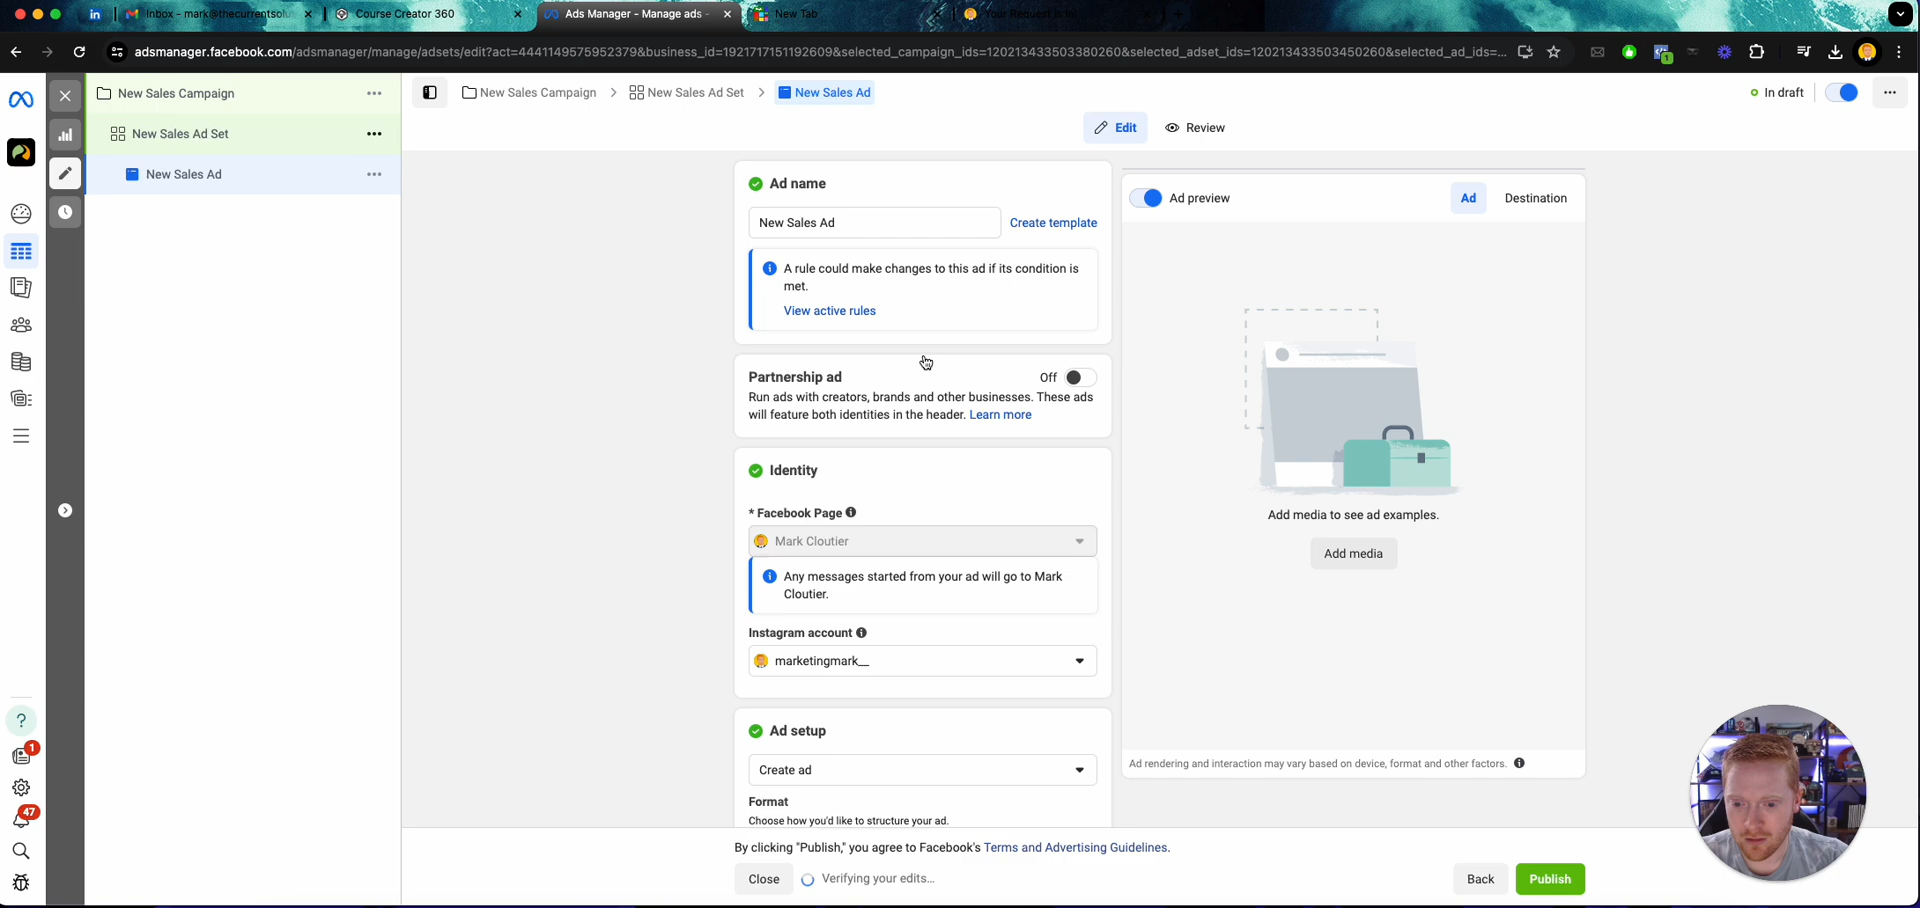 Inbox - mark@thecurrentsolu
Course Creator 360
Ads Manager - Manage ads -
New Tab
Your Request is
adsmanager.facebook.com/adsmanager/manage/adsets/edit?act=4441149575952379&business_id=1921717151192609&selected_campaign_ids=120213433503380260&selected_adset_ids=120213433503450260&selected_ad_ids=...
New Sales Campaign
New Sales Ad Set
New Sales Ad
New Sales Campaign > New Sales Ad Set > New Sales Ad
In draft
Edit
Review
Ad name
New Sales Ad
Create template
A rule could make changes to this ad if its condition is
met.
View active rules
Partnership ad
Off
Run ads with creators, brands and other businesses. These ads
will feature both identities in the header. Learn more
Identity
* Facebook Page
Mark Cloutier
Any messages started from your ad will go to Mark
Cloutier.
Instagram account
marketingmark__
Ad setup
Create ad
Format
Choose how you'd like to structure your ad.
Ad preview
Ad
Destination
Add media to see ad examples.
Add media
Ad rendering and interaction may vary based on device, format and other factors.
1
47
By clicking "Publish," you agree to Facebook's Terms and Advertising Guidelines.
Close
Verifying your edits...
Back
Publish